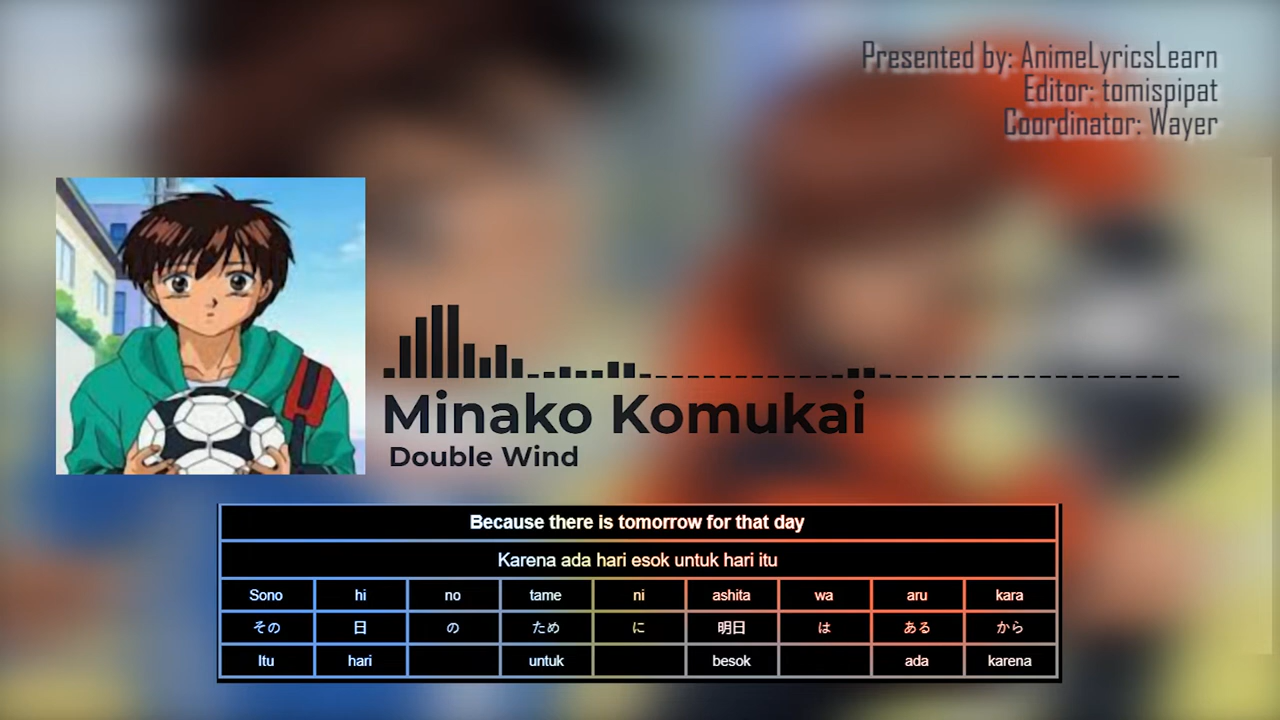 Presented by: AnimeLyricsLearn
Editor: tomispipat
Coordinator: Wayer
Minako Komukai
Double Wind
Because there is tomorrow for that day
Karena ada hari esok untuk hari itu
Sono hi no tame ni ashita wa aru kara
その 日 の ため に 明日 は ある から
Itu hari untuk besok ada karena